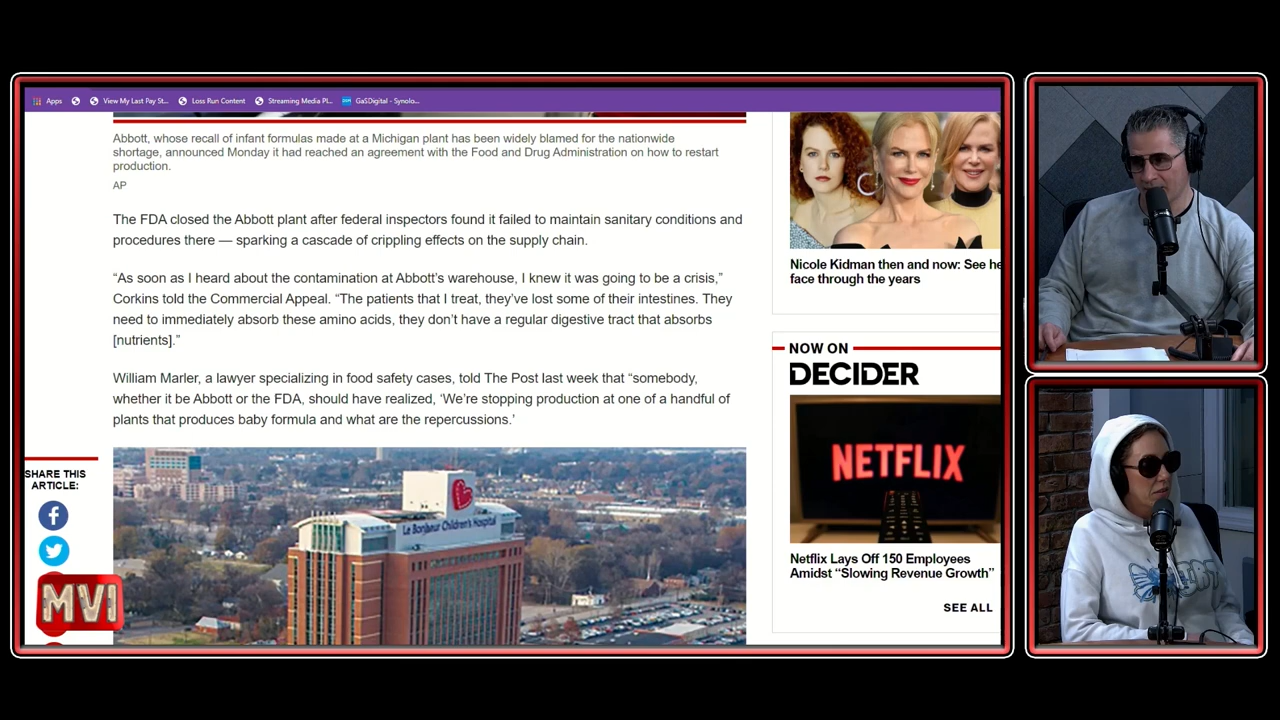 Apps
View My Last Pay St...
Loss Run Content
Streaming Media Pl...
GaSDigital - Synolo...
Abbott, whose recall of infant formulas made at a Michigan plant has been widely blamed for the nationwide
shortage, announced Monday it had reached an agreement with the Food and Drug Administration on how to restart
production.
AP
The FDA closed the Abbott plant after federal inspectors found it failed to maintain sanitary conditions and
procedures there — sparking a cascade of crippling effects on the supply chain.
“As soon as I heard about the contamination at Abbott’s warehouse, I knew it was going to be a crisis,”
Corkins told the Commercial Appeal. “The patients that I treat, they’ve lost some of their intestines. They
need to immediately absorb these amino acids, they don’t have a regular digestive tract that absorbs
[nutrients].”
William Marler, a lawyer specializing in food safety cases, told The Post last week that “somebody,
whether it be Abbott or the FDA, should have realized, ‘We’re stopping production at one of a handful of
plants that produces baby formula and what are the repercussions.’
Le Bonheur Children's Hospital
SHARE THIS
ARTICLE:
MVI
Nicole Kidman then and now: See he
face through the years
NOW ON
DECIDER
NETFLIX
Netflix Lays Off 150 Employees
Amidst “Slowing Revenue Growth”
SEE ALL